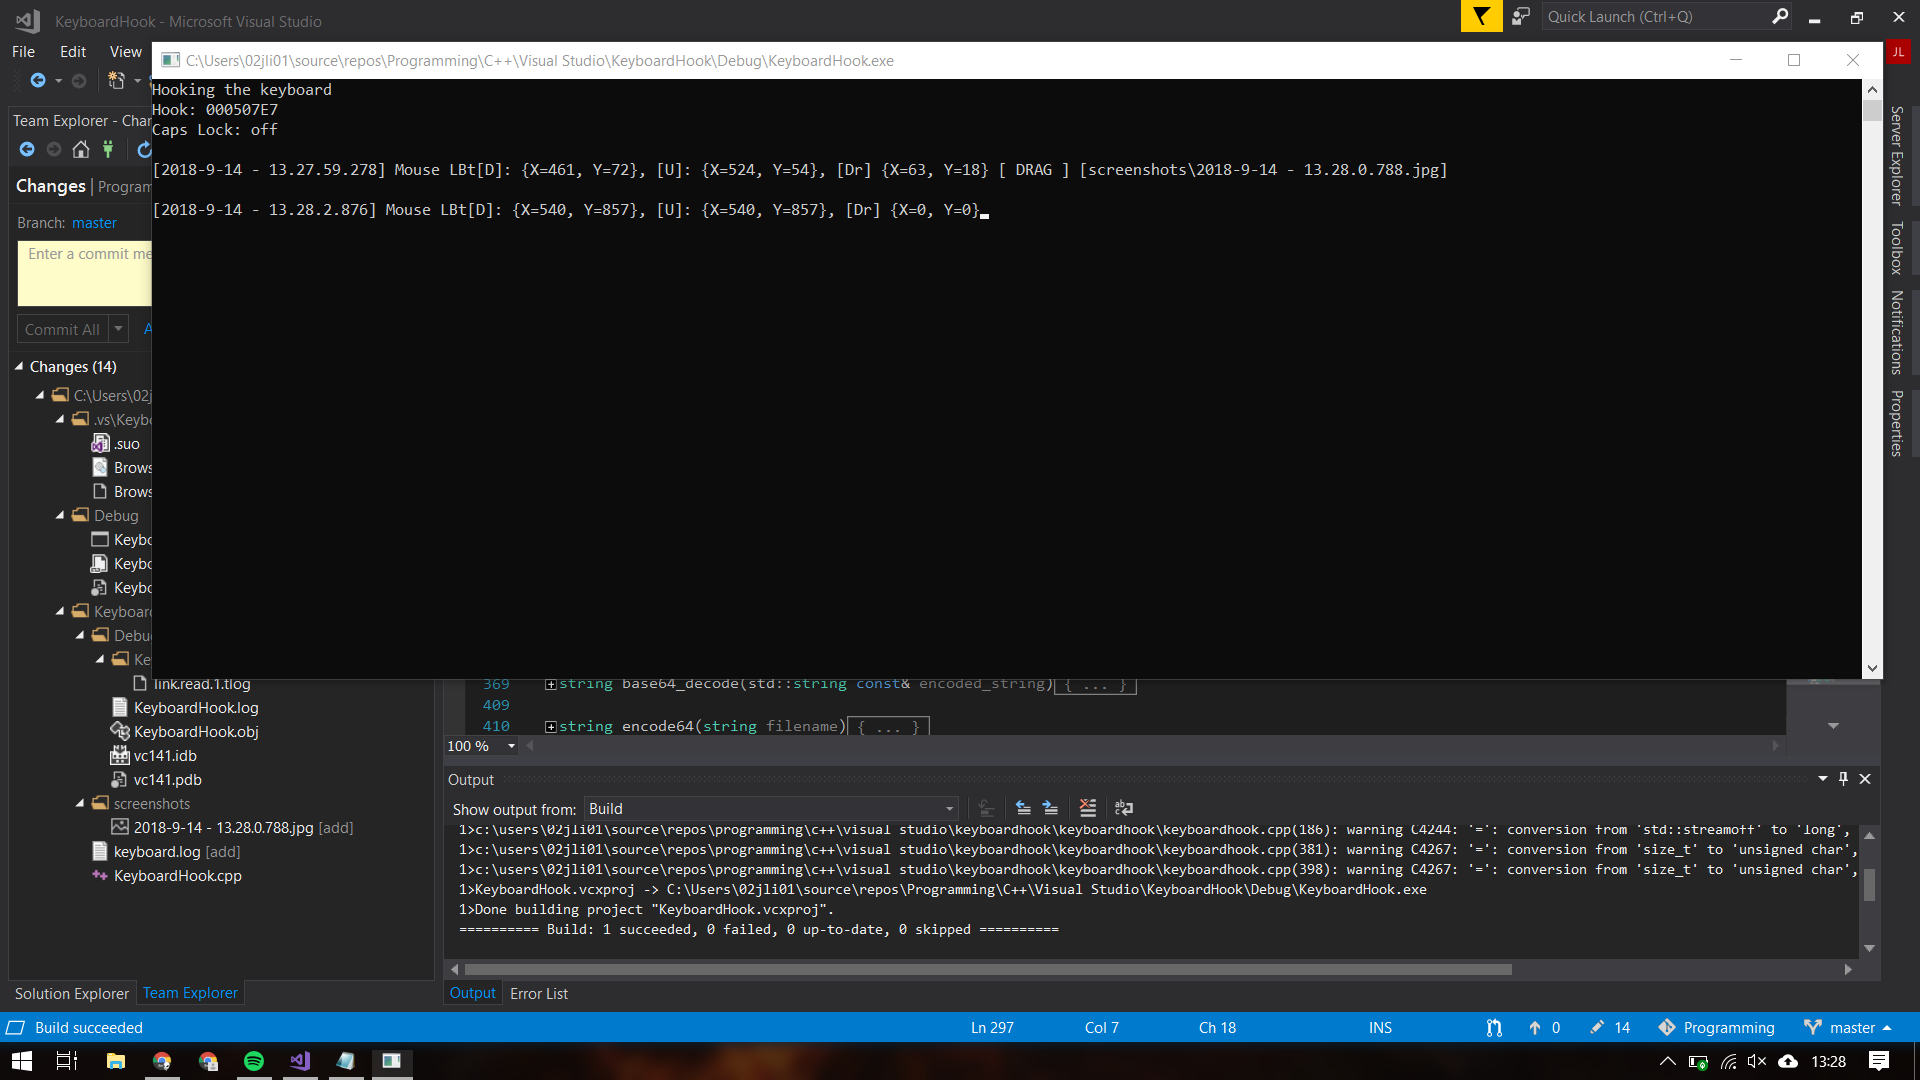 KeyboardHook - Microsoft Visual Studio
Quick Launch (Ctrl+Q)
File Edit View
JL
C:\Users\02jli01\source\repos\Programming\C++\Visual Studio\KeyboardHook\Debug\KeyboardHook.exe
Hooking the keyboard
Hook: 000507E7
Caps Lock: off
[2018-9-14 - 13.27.59.278] Mouse LBt[D]: {X=461, Y=72}, [U]: {X=524, Y=54}, [Dr] {X=63, Y=18} [ DRAG ] [screenshots\2018-9-14 - 13.28.0.788.jpg]
[2018-9-14 - 13.28.2.876] Mouse LBt[D]: {X=540, Y=857}, [U]: {X=540, Y=857}, [Dr] {X=0, Y=0}
Team Explorer - Char
Changes | Program
Branch: master
Enter a commit me
Commit All
Changes (14)
C:\Users\02j
.vs\Keybo
.suo
Brows
Brows
Debug
Keybo
Keybo
Keybo
Keyboard
Debu
Ke
link.read.1.tlog
KeyboardHook.log
KeyboardHook.obj
vc141.idb
vc141.pdb
screenshots
2018-9-14 - 13.28.0.788.jpg [add]
keyboard.log [add]
KeyboardHook.cpp
Solution Explorer Team Explorer
Server Explorer
Toolbox
Notifications
Properties
369 string base64_decode(std::string const& encoded_string){ ... }
409
410 string encode64(string filename){ ... }
100 %
Output
Show output from: Build
1>c:\users\02jli01\source\repos\programming\c++\visual studio\keyboardhook\keyboardhook\keyboardhook.cpp(186): warning C4244: '=': conversion from 'std::streamoff' to 'long',
1>c:\users\02jli01\source\repos\programming\c++\visual studio\keyboardhook\keyboardhook\keyboardhook.cpp(381): warning C4267: '=': conversion from 'size_t' to 'unsigned char',
1>c:\users\02jli01\source\repos\programming\c++\visual studio\keyboardhook\keyboardhook\keyboardhook.cpp(398): warning C4267: '=': conversion from 'size_t' to 'unsigned char',
1>KeyboardHook.vcxproj -> C:\Users\02jli01\source\repos\Programming\C++\Visual Studio\KeyboardHook\Debug\KeyboardHook.exe
1>Done building project "KeyboardHook.vcxproj".
========== Build: 1 succeeded, 0 failed, 0 up-to-date, 0 skipped ==========
Output Error List
Build succeeded Ln 297 Col 7 Ch 18 INS 0 14 Programming master
13:28